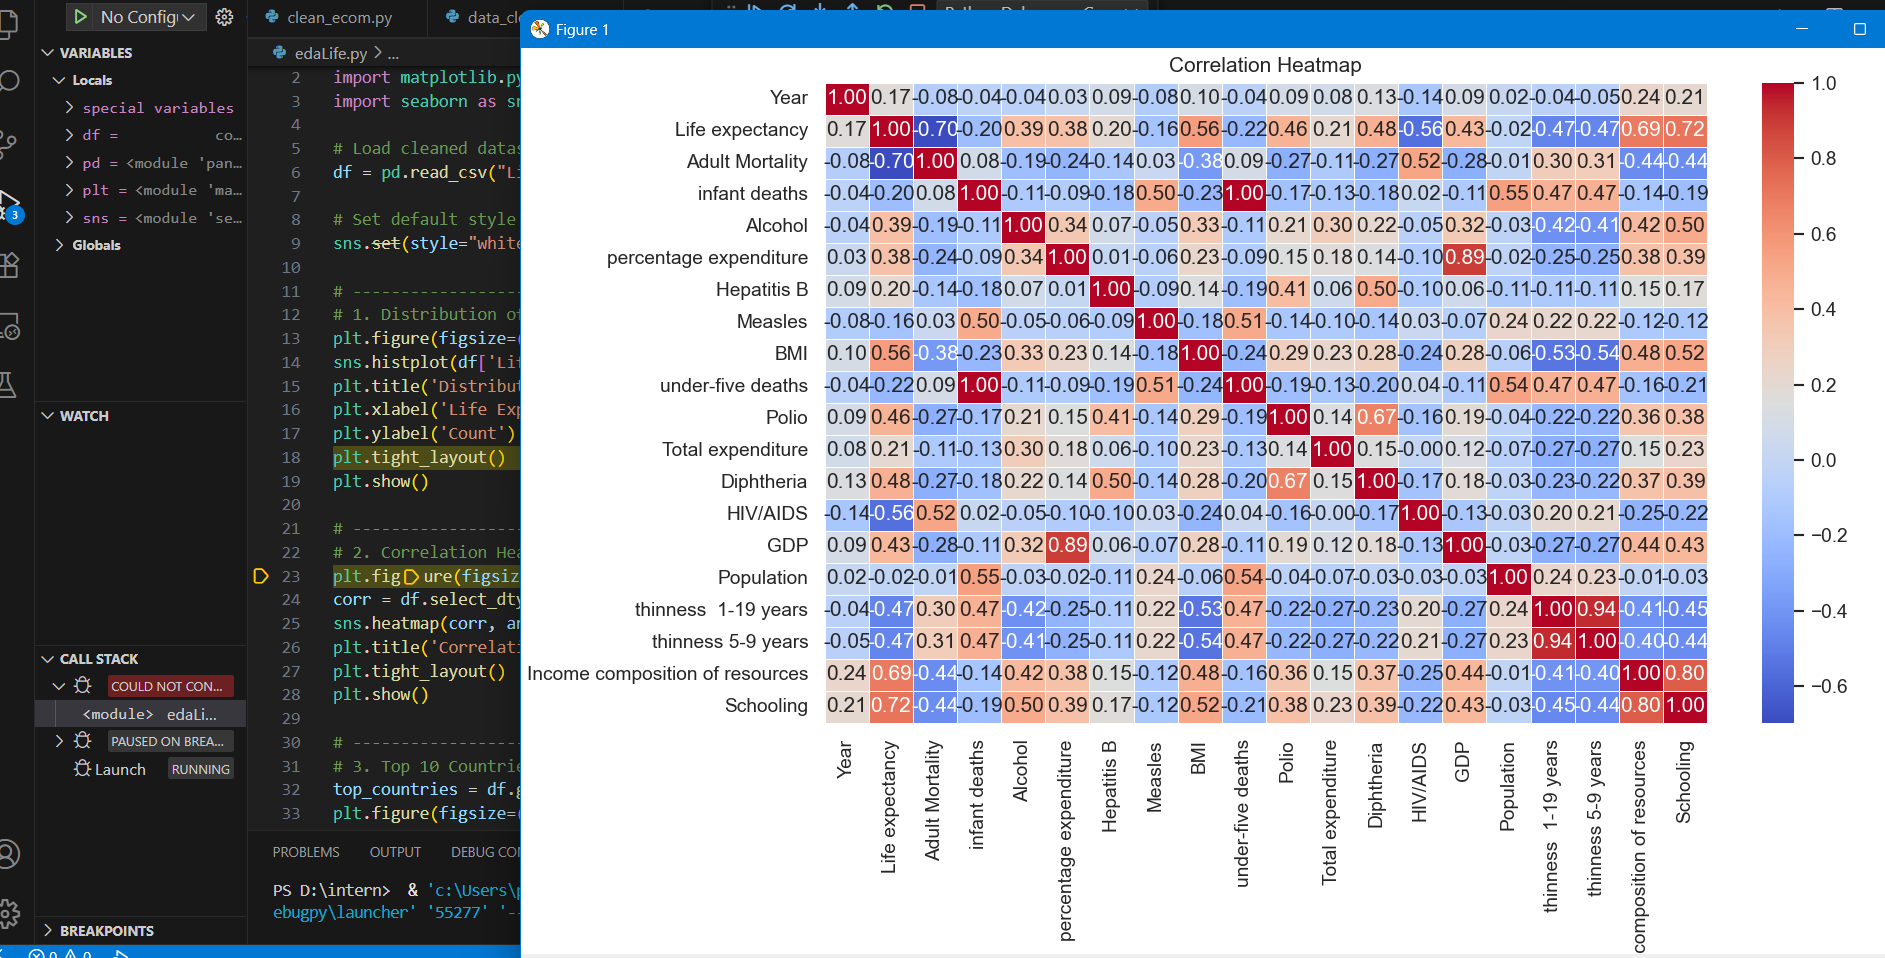 No Config
clean_ecom.py
Figure 1
VARIABLES
Locals
special variables
df = co...
pd = <module 'pan...
plt = <module 'ma...
sns = <module 'se...
Globals
WATCH
CALL STACK
COULD NOT CON...
<module> edaLi...
PAUSED ON BREA...
Launch RUNNING
BREAKPOINTS
3
edaLife.py > ...
2 import matplotlib.py
3 import seaborn as sn
4
5 # Load cleaned datas
6 df = pd.read_csv("Li
7
8 # Set default style
9 sns.set(style="white
10
11 # ------------------
12 # 1. Distribution of
13 plt.figure(figsize=(
14 sns.histplot(df['Lif
15 plt.title('Distribut
16 plt.xlabel('Life Exp
17 plt.ylabel('Count')
18 plt.tight_layout()
19 plt.show()
20
21 # ------------------
22 # 2. Correlation Hea
23 plt.figure(figsiz
24 corr = df.select_dty
25 sns.heatmap(corr, an
26 plt.title('Correlati
27 plt.tight_layout()
28 plt.show()
29
30 # ------------------
31 # 3. Top 10 Countrie
32 top_countries = df.g
33 plt.figure(figsize=(
PROBLEMS OUTPUT DEBUG CON
PS D:\intern> & 'c:\Users\p
ebugpy\launcher' '55277' '--
0 0
Correlation Heatmap
Year 1.00 0.17 -0.08 -0.04 -0.04 0.03 0.09 -0.08 0.10 -0.04 0.09 0.08 0.13 -0.14 0.09 0.02 -0.04 -0.05 0.24 0.21
Life expectancy 0.17 1.00 -0.70 -0.20 0.39 0.38 0.20 -0.16 0.56 -0.22 0.46 0.21 0.48 -0.56 0.43 -0.02 -0.47 -0.47 0.69 0.72
Adult Mortality -0.08 -0.70 1.00 0.08 -0.19 -0.24 -0.14 0.03 -0.38 0.09 -0.27 -0.11 -0.27 0.52 -0.28 -0.01 0.30 0.31 -0.44 -0.44
infant deaths -0.04 -0.20 0.08 1.00 -0.11 -0.09 -0.18 0.50 -0.23 1.00 -0.17 -0.13 -0.18 0.02 -0.11 0.55 0.47 0.47 -0.14 -0.19
Alcohol -0.04 0.39 -0.19 -0.11 1.00 0.34 0.07 -0.05 0.33 -0.11 0.21 0.30 0.22 -0.05 0.32 -0.03 -0.42 -0.41 0.42 0.50
percentage expenditure 0.03 0.38 -0.24 -0.09 0.34 1.00 0.01 -0.06 0.23 -0.09 0.15 0.18 0.14 -0.10 0.89 -0.02 -0.25 -0.25 0.38 0.39
Hepatitis B 0.09 0.20 -0.14 -0.18 0.07 0.01 1.00 -0.09 0.14 -0.19 0.41 0.06 0.50 -0.10 0.06 -0.11 -0.11 -0.11 0.15 0.17
Measles -0.08 -0.16 0.03 0.50 -0.05 -0.06 -0.09 1.00 -0.18 0.51 -0.14 -0.10 -0.14 0.03 -0.07 0.24 0.22 0.22 -0.12 -0.12
BMI 0.10 0.56 -0.38 -0.23 0.33 0.23 0.14 -0.18 1.00 -0.24 0.29 0.23 0.28 -0.24 0.28 -0.06 -0.53 -0.54 0.48 0.52
under-five deaths -0.04 -0.22 0.09 1.00 -0.11 -0.09 -0.19 0.51 -0.24 1.00 -0.19 -0.13 -0.20 0.04 -0.11 0.54 0.47 0.47 -0.16 -0.21
Polio 0.09 0.46 -0.27 -0.17 0.21 0.15 0.41 -0.14 0.29 -0.19 1.00 0.14 0.67 -0.16 0.19 -0.04 -0.22 -0.22 0.36 0.38
Total expenditure 0.08 0.21 -0.11 -0.13 0.30 0.18 0.06 -0.10 0.23 -0.13 0.14 1.00 0.15 -0.00 0.12 -0.07 -0.27 -0.27 0.15 0.23
Diphtheria 0.13 0.48 -0.27 -0.18 0.22 0.14 0.50 -0.14 0.28 -0.20 0.67 0.15 1.00 -0.17 0.18 -0.03 -0.23 -0.22 0.37 0.39
HIV/AIDS -0.14 -0.56 0.52 0.02 -0.05 -0.10 -0.10 0.03 -0.24 0.04 -0.16 -0.00 -0.17 1.00 -0.13 -0.03 0.20 0.21 -0.25 -0.22
GDP 0.09 0.43 -0.28 -0.11 0.32 0.89 0.06 -0.07 0.28 -0.11 0.19 0.12 0.18 -0.13 1.00 -0.03 -0.27 -0.27 0.44 0.43
Population 0.02 -0.02 -0.01 0.55 -0.03 -0.02 -0.11 0.24 -0.06 0.54 -0.04 -0.07 -0.03 -0.03 -0.03 1.00 0.24 0.23 -0.01 -0.03
thinness  1-19 years -0.04 -0.47 0.30 0.47 -0.42 -0.25 -0.11 0.22 -0.53 0.47 -0.22 -0.27 -0.23 0.20 -0.27 0.24 1.00 0.94 -0.41 -0.45
thinness 5-9 years -0.05 -0.47 0.31 0.47 -0.41 -0.25 -0.11 0.22 -0.54 0.47 -0.22 -0.27 -0.22 0.21 -0.27 0.23 0.94 1.00 -0.40 -0.44
Income composition of resources 0.24 0.69 -0.44 -0.14 0.42 0.38 0.15 -0.12 0.48 -0.16 0.36 0.15 0.37 -0.25 0.44 -0.01 -0.41 -0.40 1.00 0.80
Schooling 0.21 0.72 -0.44 -0.19 0.50 0.39 0.17 -0.12 0.52 -0.21 0.38 0.23 0.39 -0.22 0.43 -0.03 -0.45 -0.44 0.80 1.00
Year
Life expectancy
Adult Mortality
infant deaths
Alcohol
percentage expenditure
Hepatitis B
Measles
BMI
under-five deaths
Polio
Total expenditure
Diphtheria
HIV/AIDS
GDP
Population
thinness  1-19 years
thinness 5-9 years
composition of resources
Schooling
1.0
0.8
0.6
0.4
0.2
0.0
−0.2
−0.4
−0.6